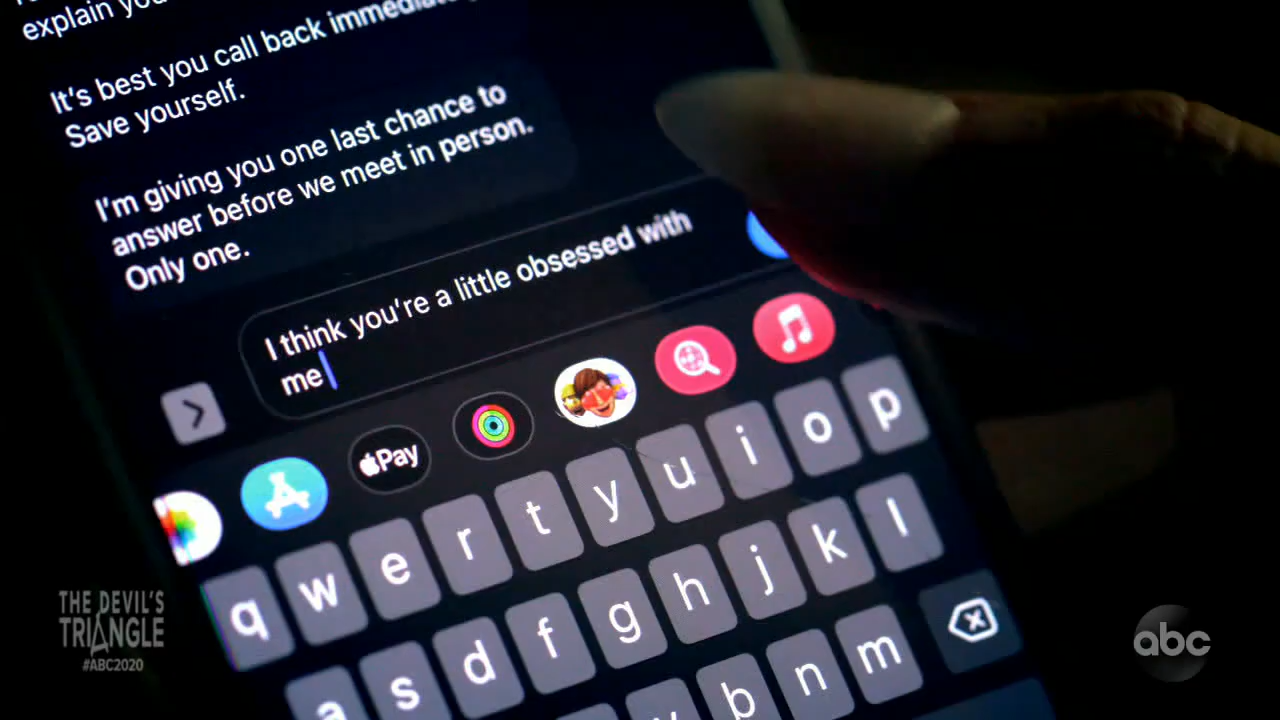 explain you
It's best you call back immediately
Save yourself.
I'm giving you one last chance to
answer before we meet in person.
Only one.
I think you're a little obsessed with
me
Pay
q w e r t y u i o p
a s d f g h j k l
b n m
THE DEVIL'S
TRIANGLE
#ABC2020
abc